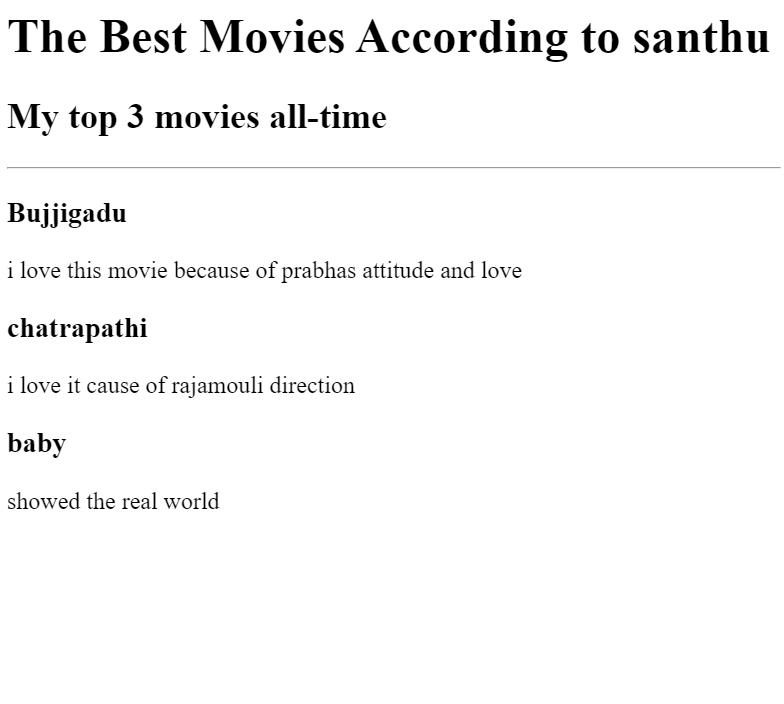 The Best Movies According to santhu
My top 3 movies all-time
Bujjigadu
i love this movie because of prabhas attitude and love
chatrapathi
i love it cause of rajamouli direction
baby
showed the real world